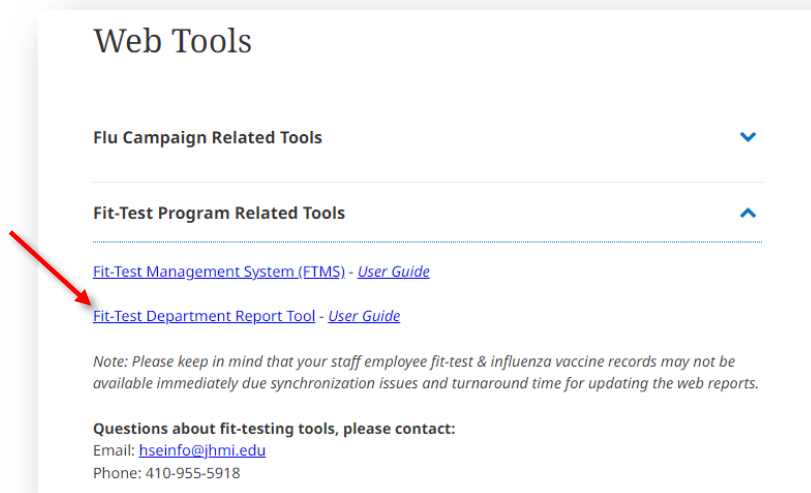 Web Tools
Flu Campaign Related Tools
Fit-Test Program Related Tools
Fit-Test Management System (FTMS) - User Guide
Fit-Test Department Report Tool - User Guide
Note: Please keep in mind that your staff employee fit-test & influenza vaccine records may not be
available immediately due synchronization issues and turnaround time for updating the web reports.
Questions about fit-testing tools, please contact:
Email: hseinfo@jhmi.edu
Phone: 410-955-5918